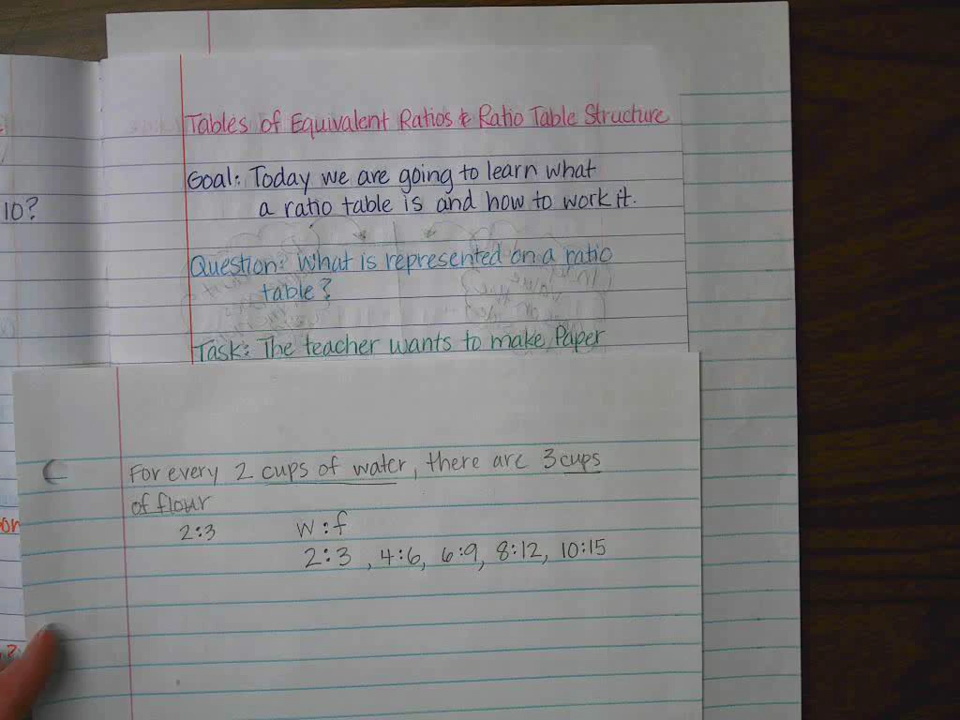 Tables of Equivalent Ratios & Ratio Table Structure
Goal: Today we are going to learn what
a ratio table is and how to work it.
10?
Question: What is represented on a ratio
table?
Task: The teacher wants to make Paper
For every 2 cups of water, there are 3 cups
of flour
2:3 W:f
2:3, 4:6, 6:9, 8:12, 10:15